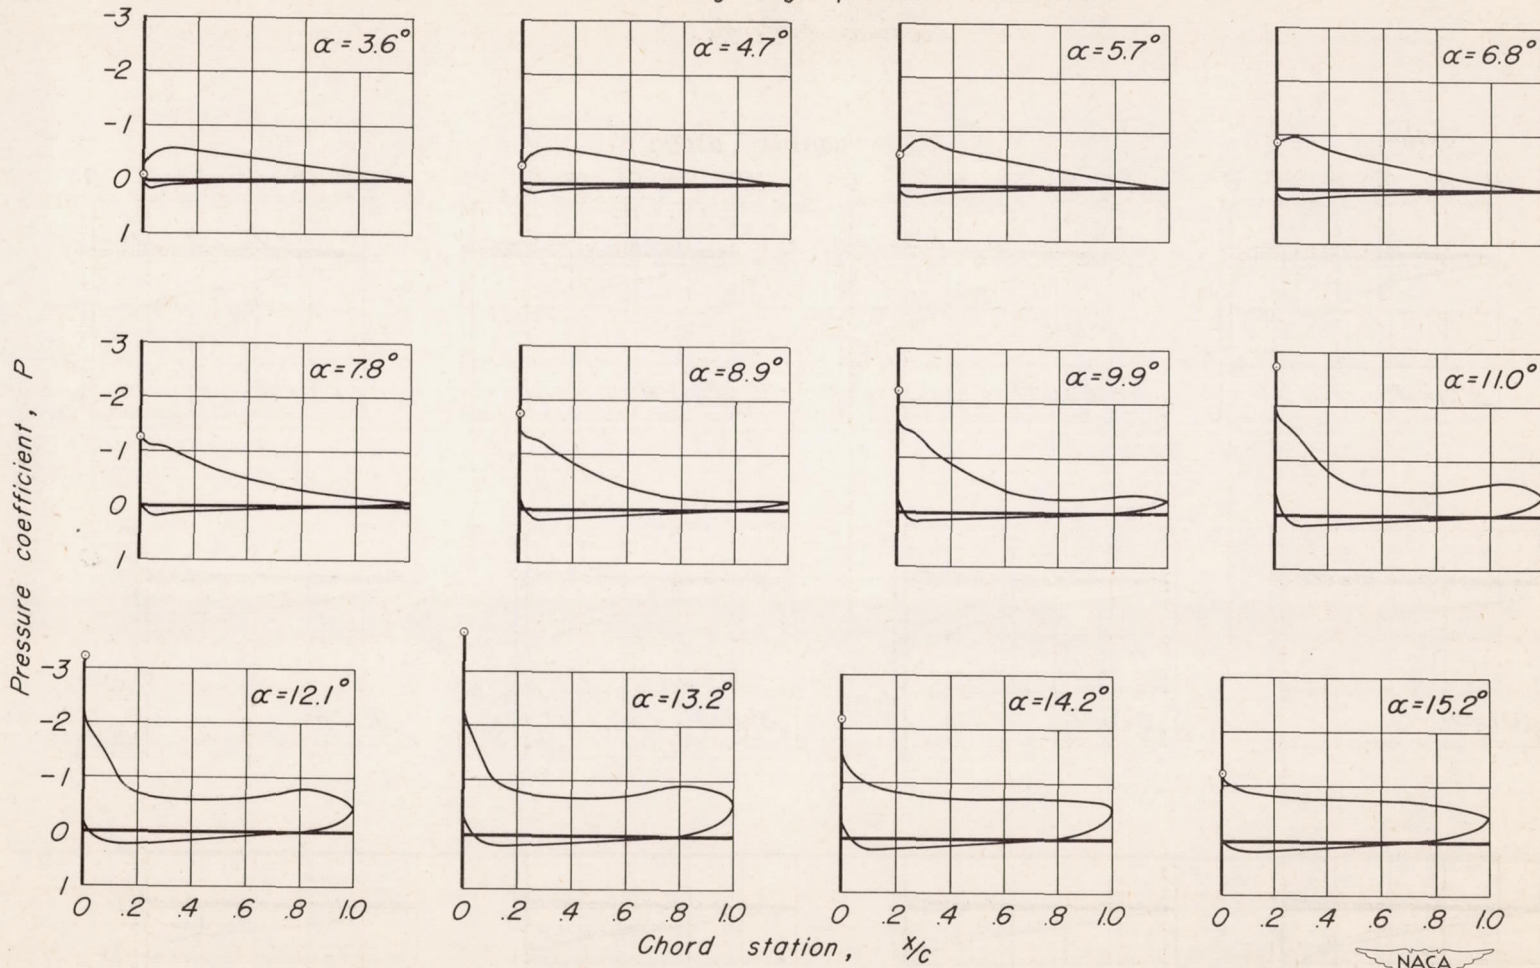 -3
-2
-1
0
1
α = 3.6°
α = 4.7°
α = 5.7°
α = 6.8°
-3
-2
-1
0
1
α = 7.8°
α = 8.9°
α = 9.9°
α = 11.0°
Pressure coefficient, P
-3
-2
-1
0
1
α = 12.1°
α = 13.2°
α = 14.2°
α = 15.2°
0 .2 .4 .6 .8 1.0
0 .2 .4 .6 .8 1.0
0 .2 .4 .6 .8 1.0
0 .2 .4 .6 .8 1.0
Chord station, x/c
NACA